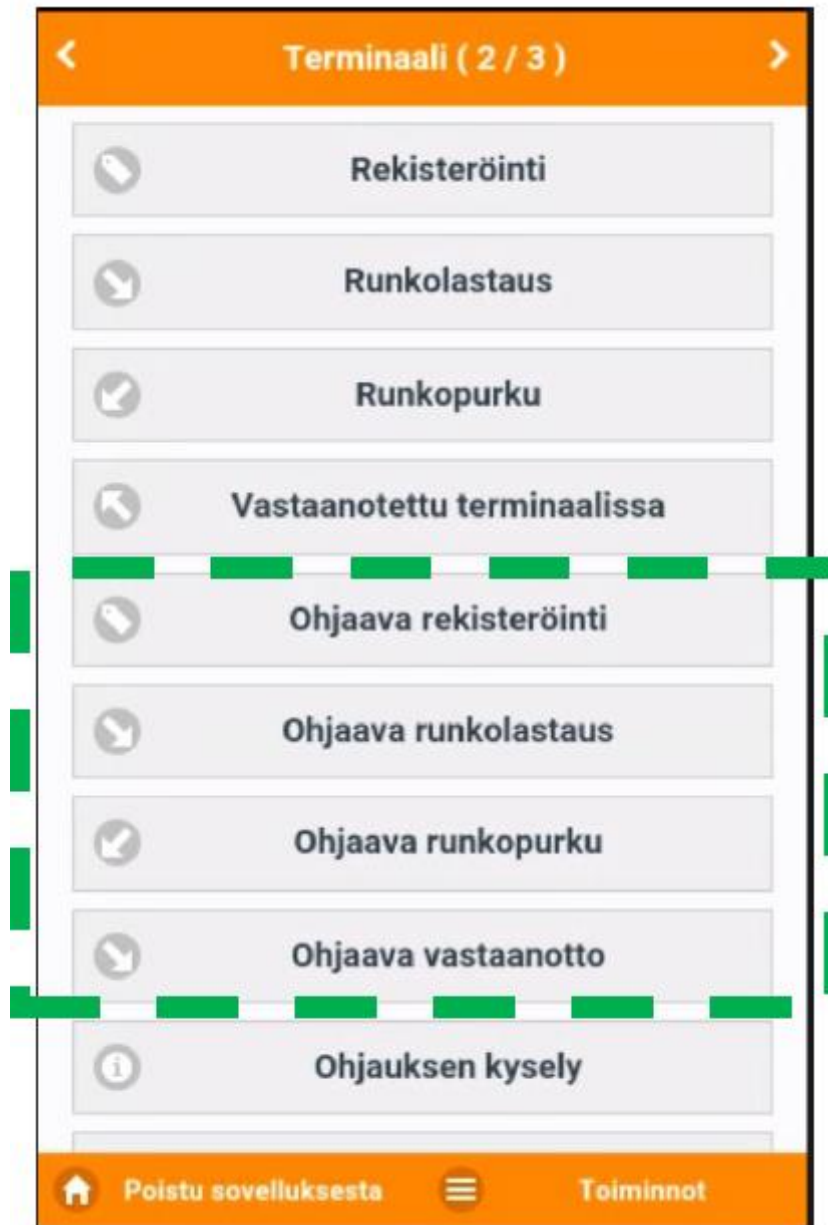 Terminaali ( 2 / 3 )
Rekisteröinti
Runkolastaus
Runkopurku
Vastaanotettu terminaalissa
Ohjaava rekisteröinti
Ohjaava runkolastaus
Ohjaava runkopurku
Ohjaava vastaanotto
Ohjauksen kysely
Poistu sovelluksesta Toiminnot